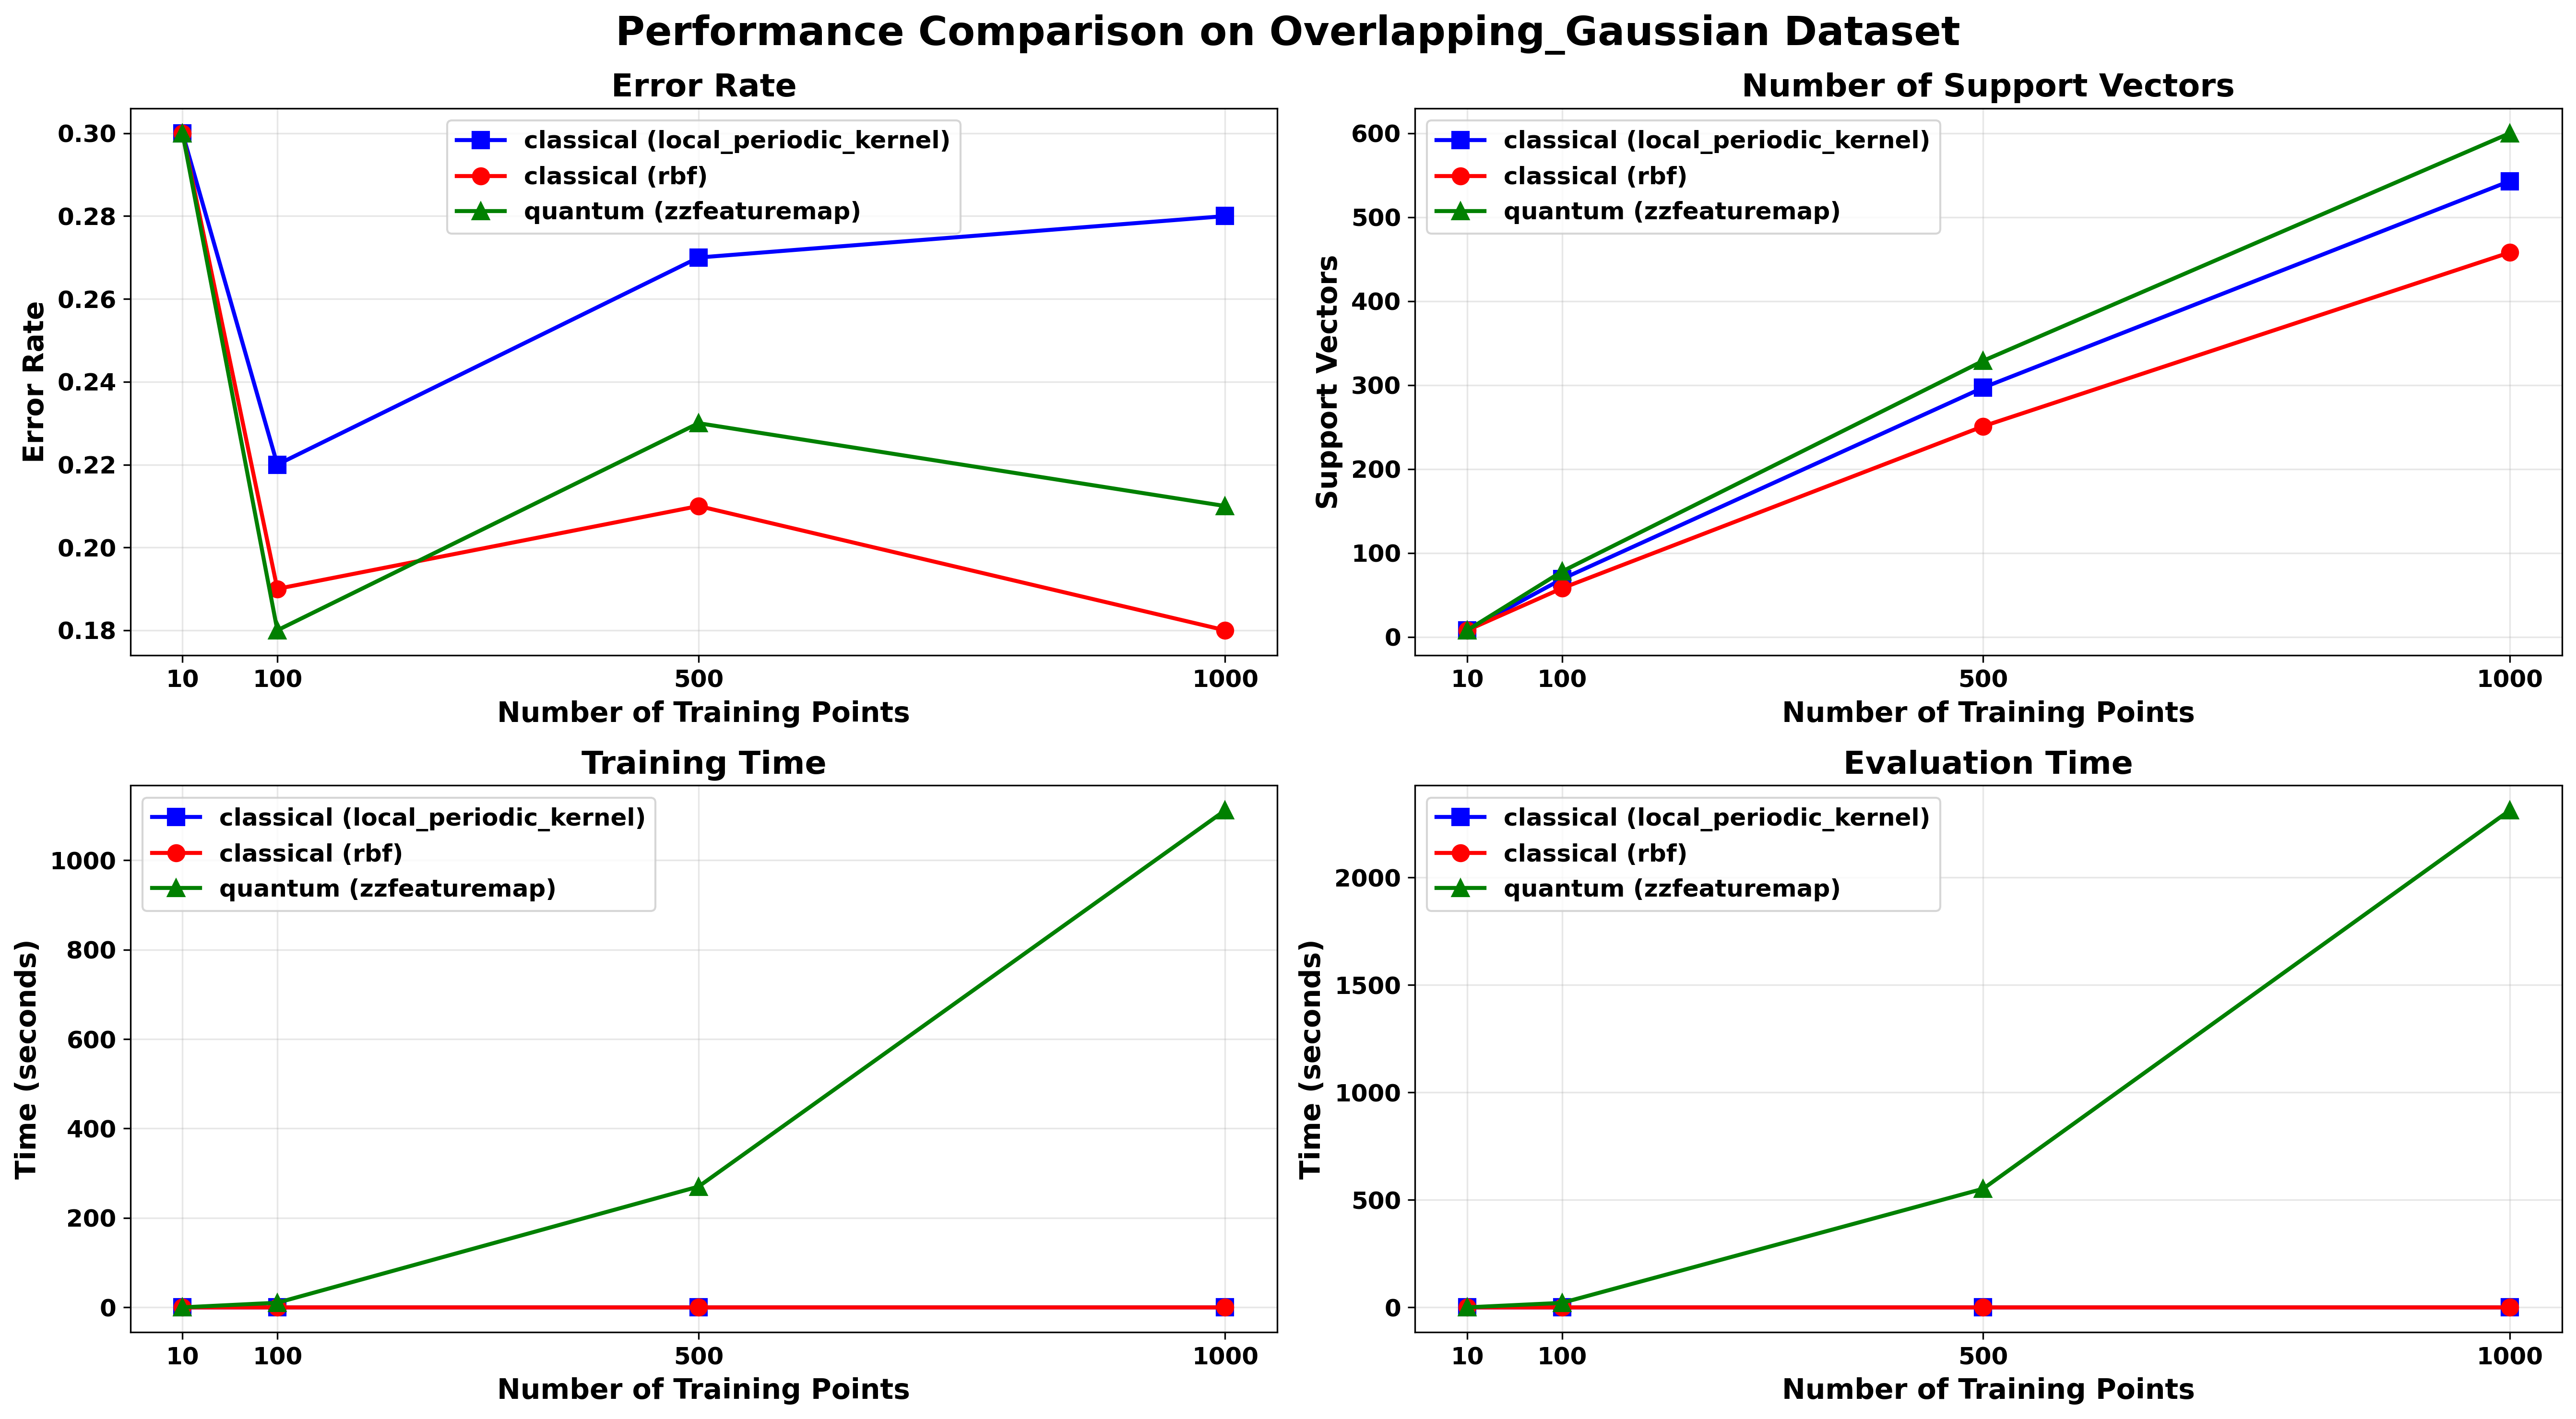 Performance Comparison on Overlapping_Gaussian Dataset
Error Rate
classical (local_periodic_kernel)
classical (rbf)
quantum (zzfeaturemap)
Error Rate
0.30
0.28
0.26
0.24
0.22
0.20
0.18
10 100 500 1000
Number of Training Points
Number of Support Vectors
classical (local_periodic_kernel)
classical (rbf)
quantum (zzfeaturemap)
Support Vectors
600
500
400
300
200
100
0
10 100 500 1000
Number of Training Points
Training Time
classical (local_periodic_kernel)
classical (rbf)
quantum (zzfeaturemap)
Time (seconds)
1000
800
600
400
200
0
10 100 500 1000
Number of Training Points
Evaluation Time
classical (local_periodic_kernel)
classical (rbf)
quantum (zzfeaturemap)
Time (seconds)
2000
1500
1000
500
0
10 100 500 1000
Number of Training Points